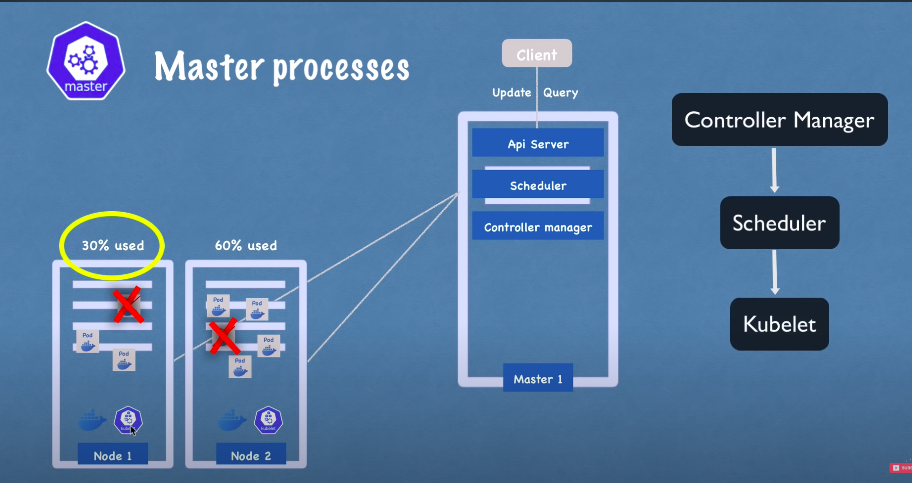 master
Master processes
Client
Update Query
Api Server
Scheduler
Controller manager
Master 1
30% used
60% used
Pod
Pod
Pod
Pod
Pod
Pod
Node 1
Node 2
Controller Manager
Scheduler
Kubelet